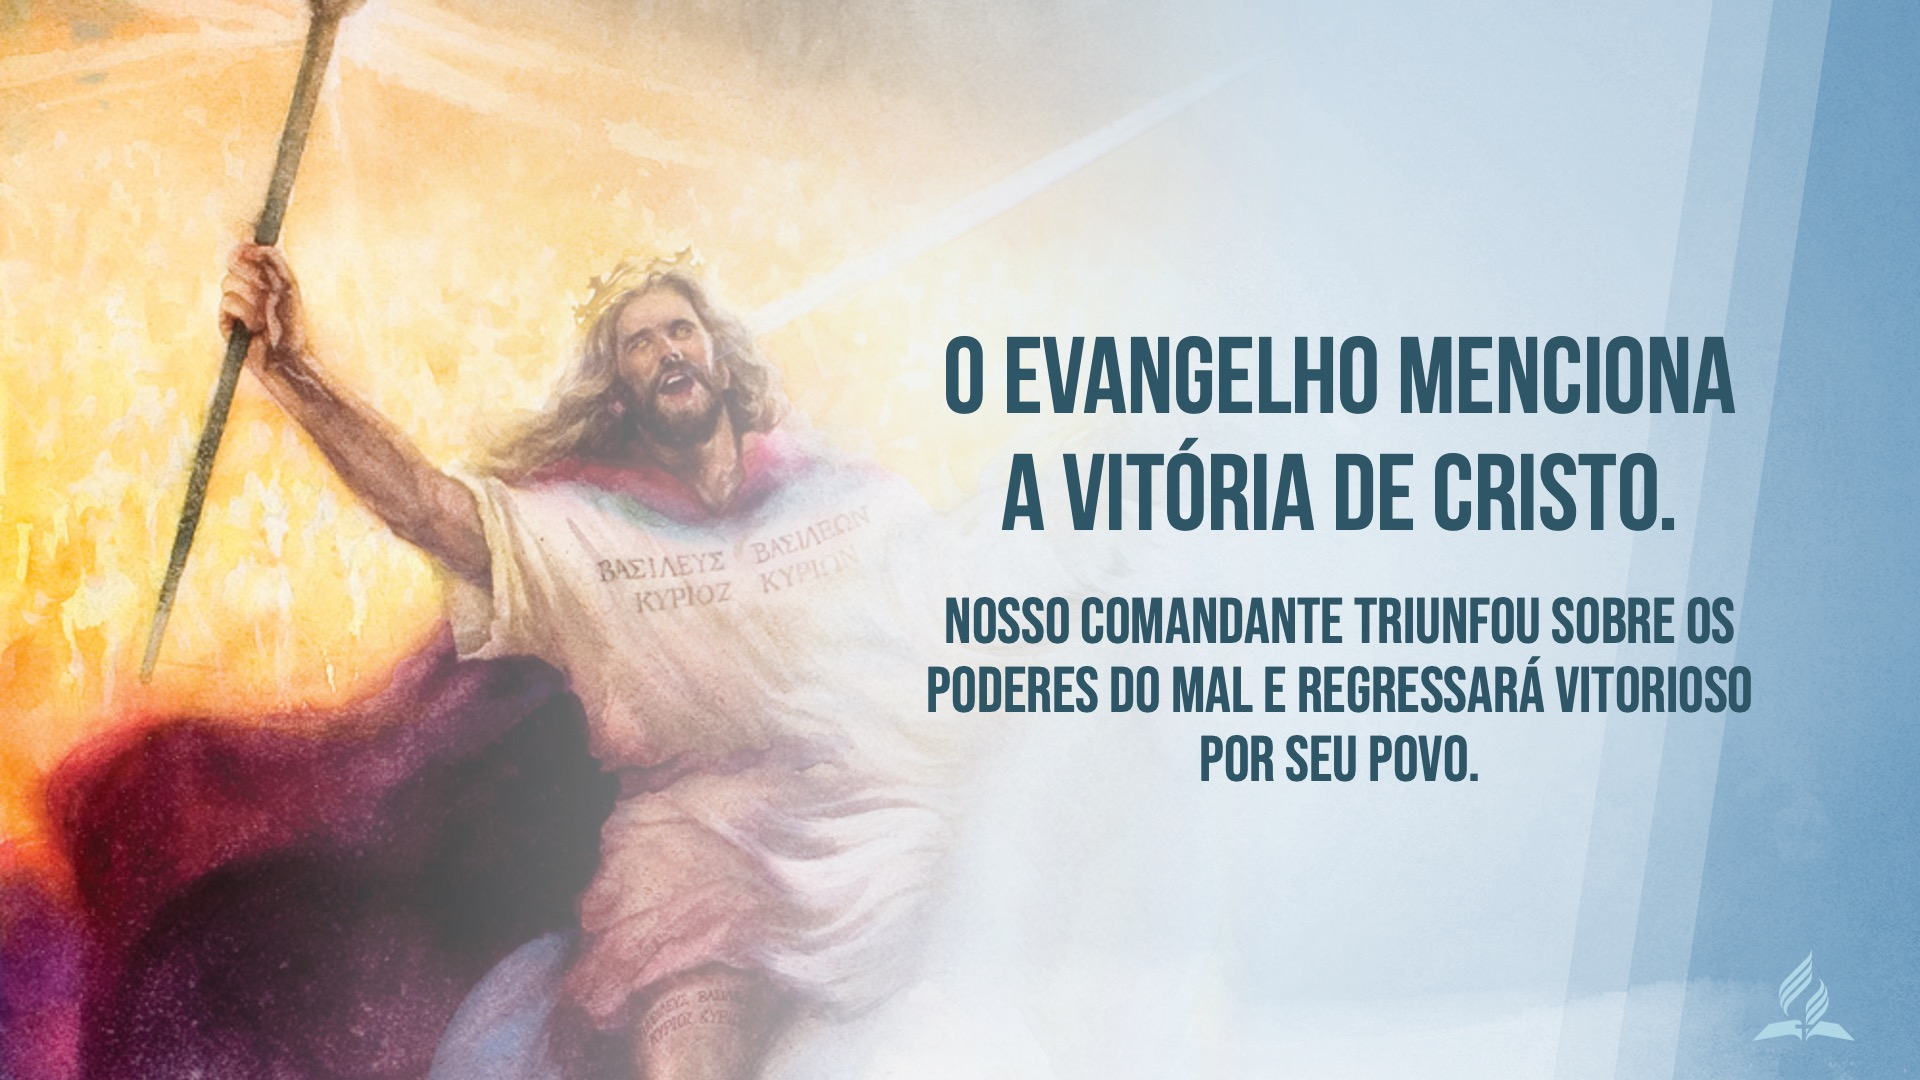 O EVANGELHO MENCIONA
A VITÓRIA DE CRISTO.
NOSSO COMANDANTE TRIUNFOU SOBRE OS
PODERES DO MAL E REGRESSARÁ VITORIOSO
POR SEU POVO.
ΒΑΣΙΛΕΥΣ ΒΑΣΙΛΕΩΝ
ΚΥΡΙΟΖ ΚΥΡΙΩΝ